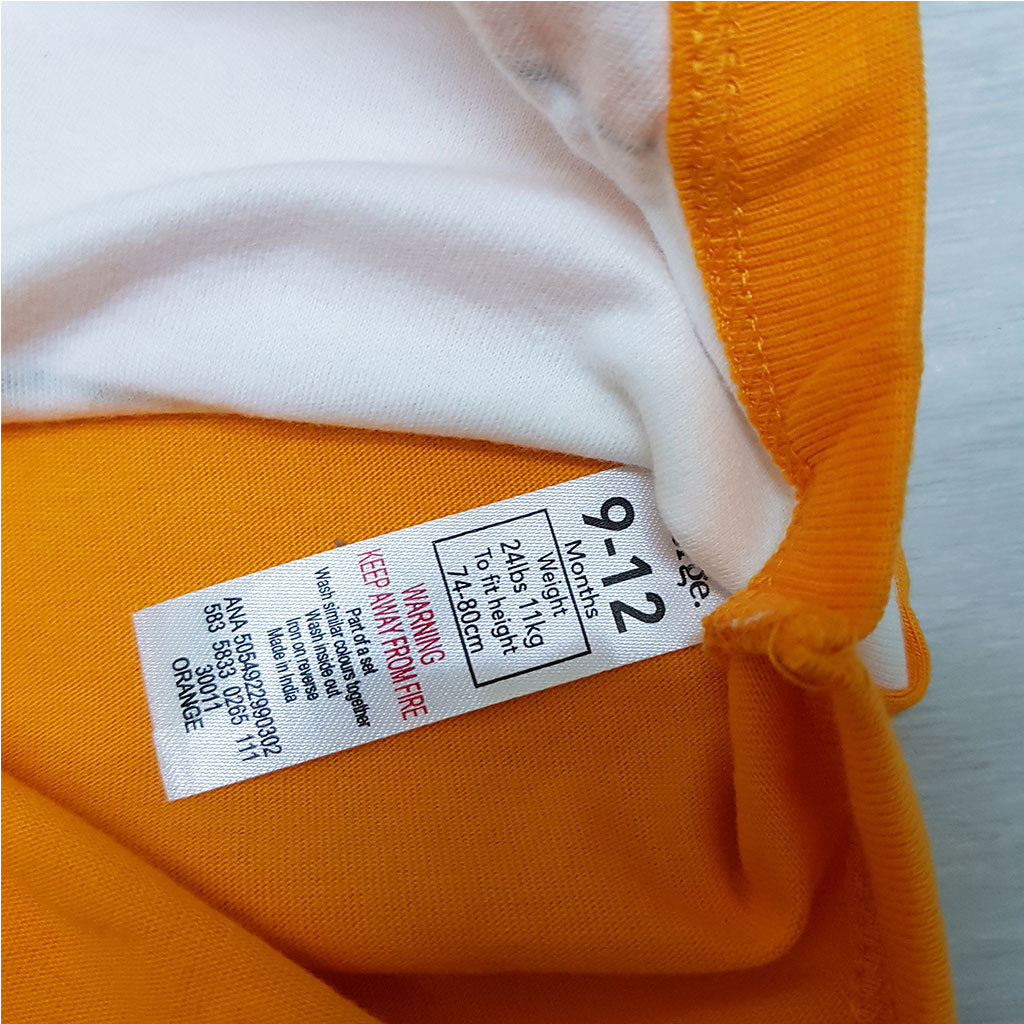 9-12
Months
Weight
24lbs 11kg
To fit height
74-80cm
WARNING
KEEP AWAY FROM FIRE
Part of a set
Wash similar colours together
Wash inside out
Iron on reverse
Made in India
ANA 5054922990302
583 5833 0265 111
30011
ORANGE